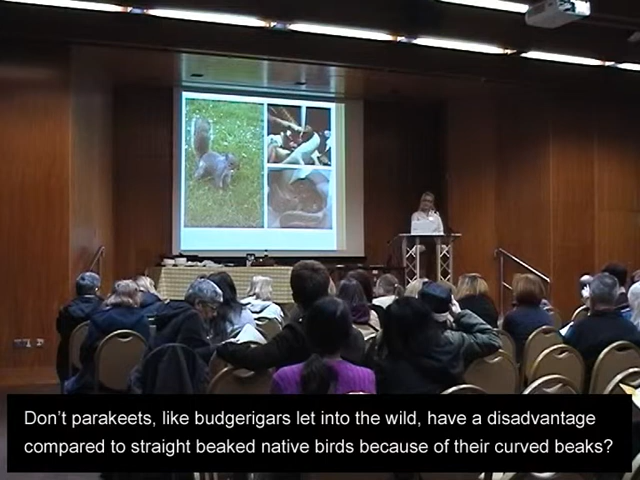 Don’t parakeets, like budgerigars let into the wild, have a disadvantage
compared to straight beaked native birds because of their curved beaks?